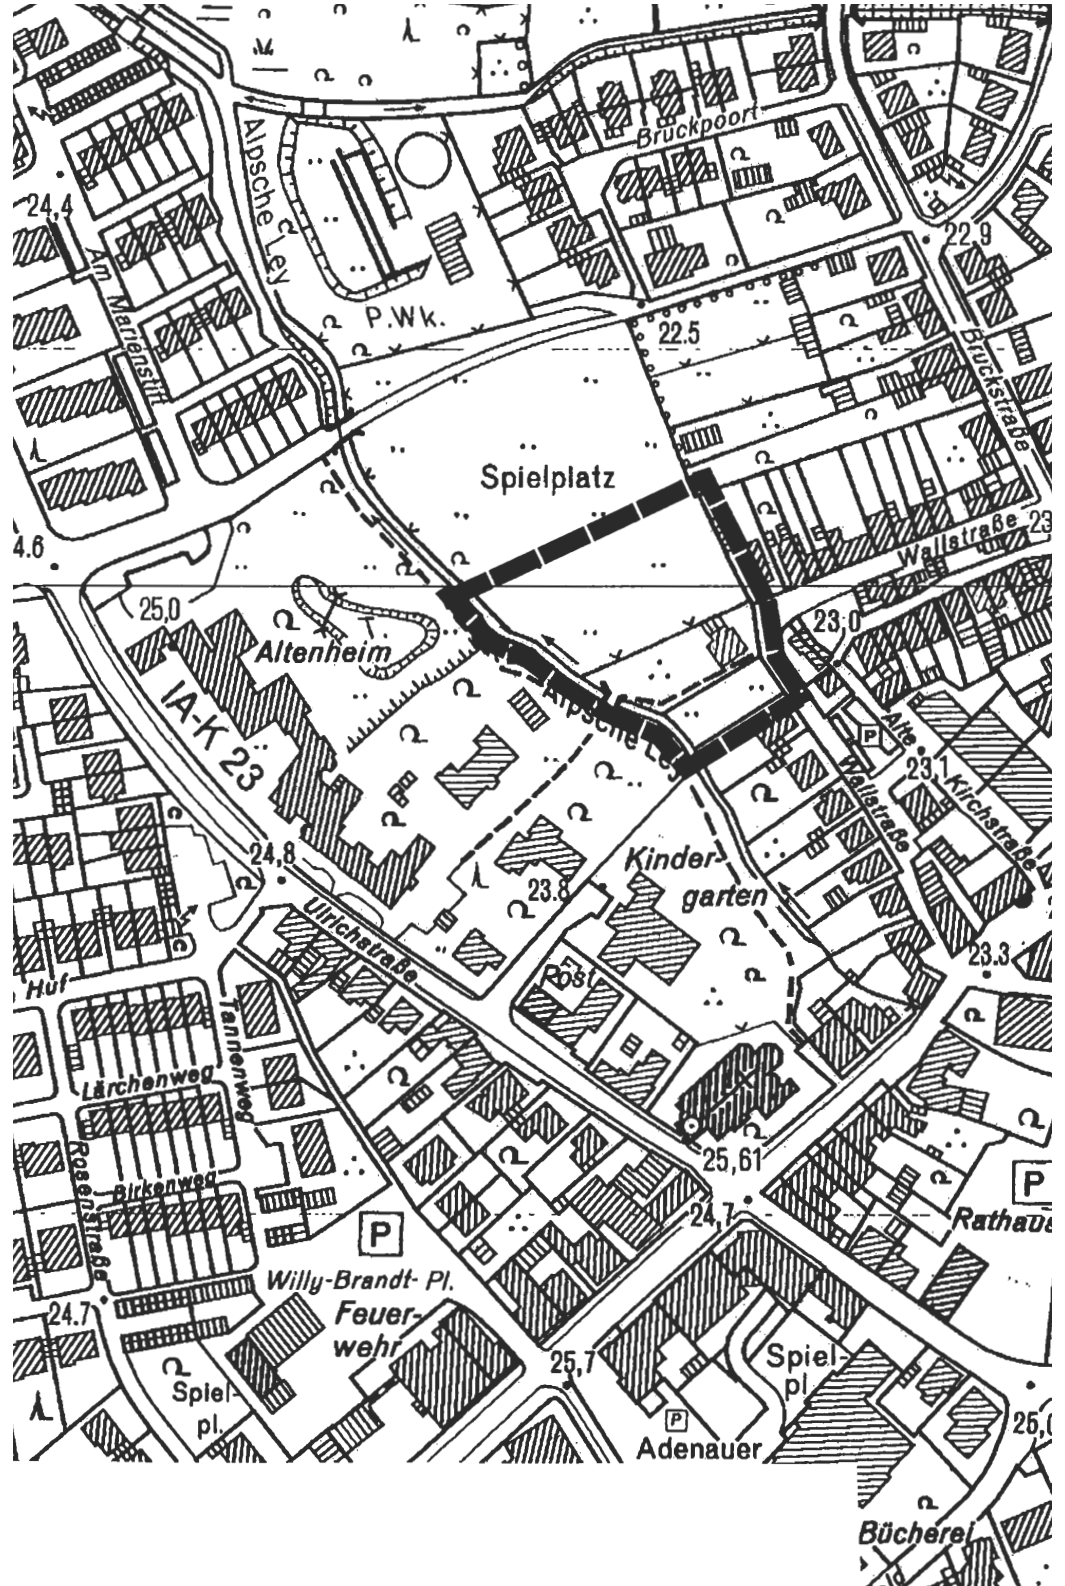 Bruckpoort
Alpsche Ley
24,4
22.9
Am Marienstift
P.Wk.
22.5
Bruckstraße
Spielplatz
23
Wallstraße
4.6
25,0
23,0
Altenheim
IA-K 23
Alpsche Ley
Alte Kirchstraße
P
23.1
Wallstraße
24,8
Kinder-
garten
23.8
Ulrichstraße
23.3
Post
Huf
Tannenweg
Lärchenweg
Rosenstraße
25,61
Birkenweg
P
24,7
P
Rathaus
Willy-Brandt-Pl.
Feuer-
wehr
24.7
25,7
Spiel-
pl.
Spiel-
pl.
P
Adenauer
25,0
Bücherei